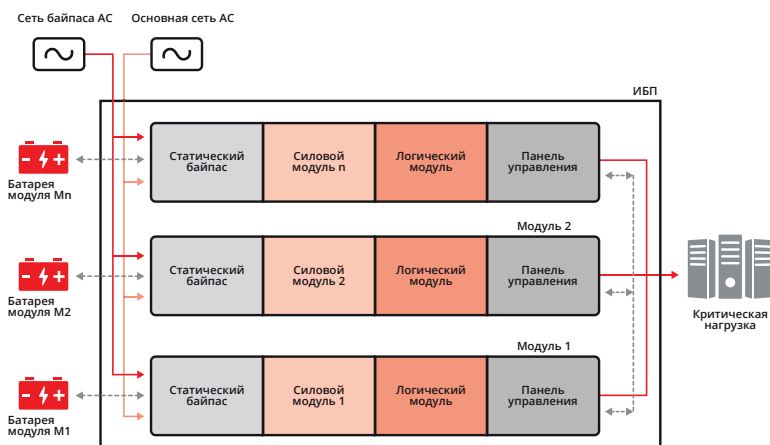 Сеть байпаса АС
Основная сеть АС
ИБП
Статический
байпас
Силовой
модуль n
Логический
модуль
Панель
управления
Батарея
модуля Mn
Модуль 2
Статический
байпас
Силовой
модуль 2
Логический
модуль
Панель
управления
Батарея
модуля M2
Критическая
нагрузка
Модуль 1
Статический
байпас
Силовой
модуль 1
Логический
модуль
Панель
управления
Батарея
модуля M1